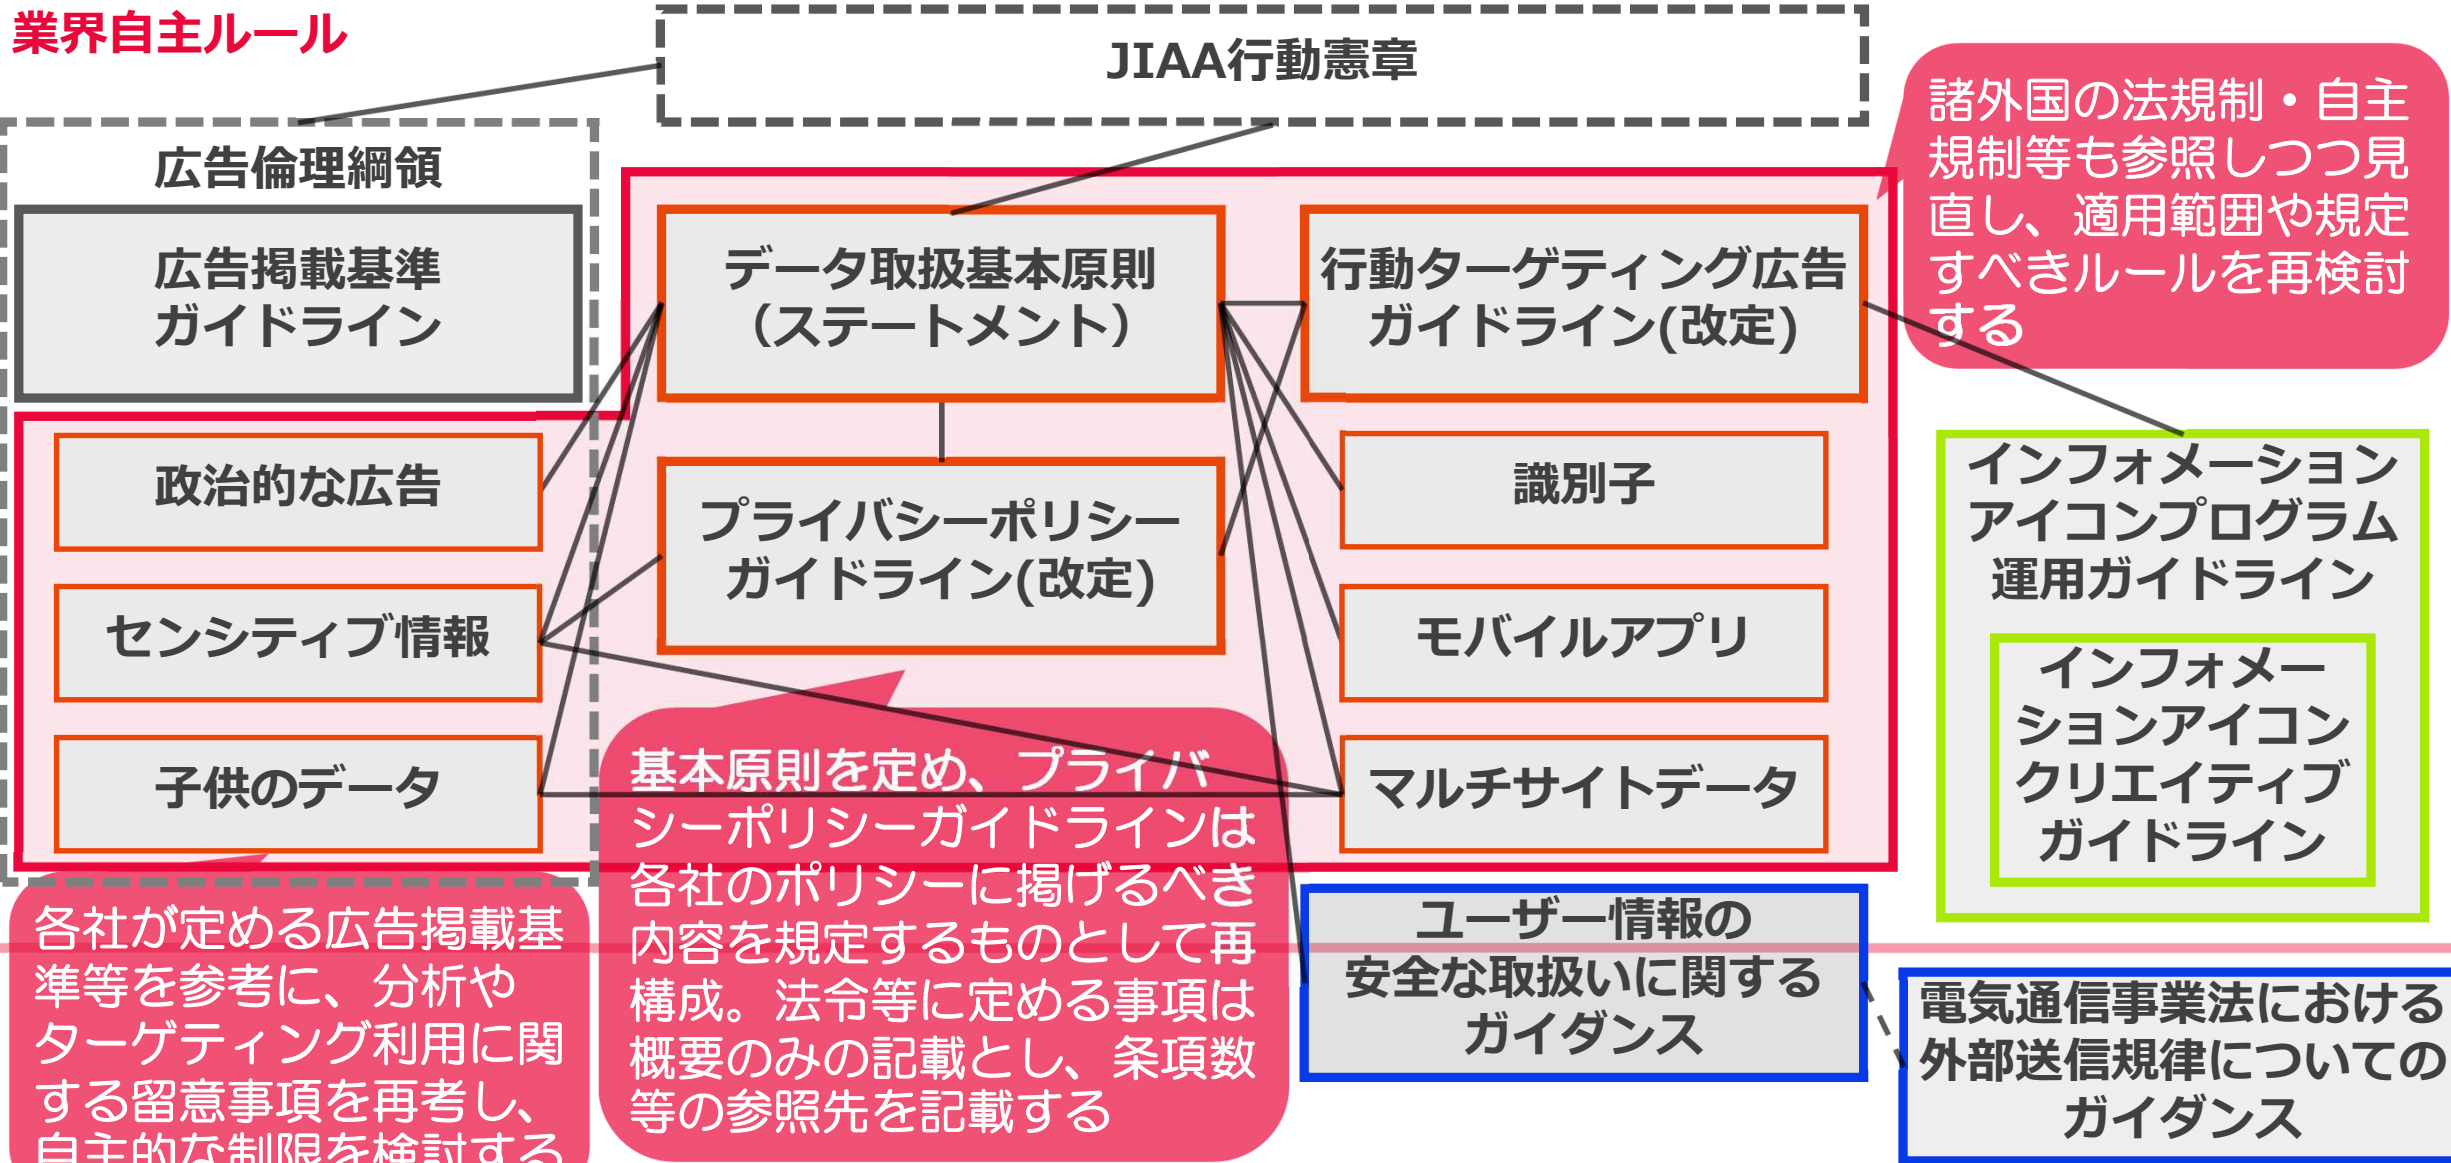 業界自主ルール
JIAA行動憲章
広告倫理綱領
広告掲載基準
ガイドライン
データ取扱基本原則
（ステートメント）
行動ターゲティング広告
ガイドライン(改定)
諸外国の法規制・自主
規制等も参照しつつ見
直し、適用範囲や規定
すべきルールを再検討
する
政治的な広告
センシティブ情報
子供のデータ
プライバシーポリシー
ガイドライン(改定)
識別子
モバイルアプリ
マルチサイトデータ
インフォメーション
アイコンプログラム
運用ガイドライン
インフォメー
ションアイコン
クリエイティブ
ガイドライン
基本原則を定め、プライバ
シーポリシーガイドラインは
各社のポリシーに掲げるべき
内容を規定するものとして再
構成。法令等に定める事項は
概要のみの記載とし、条項数
等の参照先を記載する
各社が定める広告掲載基
準等を参考に、分析や
ターゲティング利用に関
する留意事項を再考し、
自主的な制限を検討する
ユーザー情報の
安全な取扱いに関する
ガイダンス
電気通信事業法における
外部送信規律についての
ガイダンス